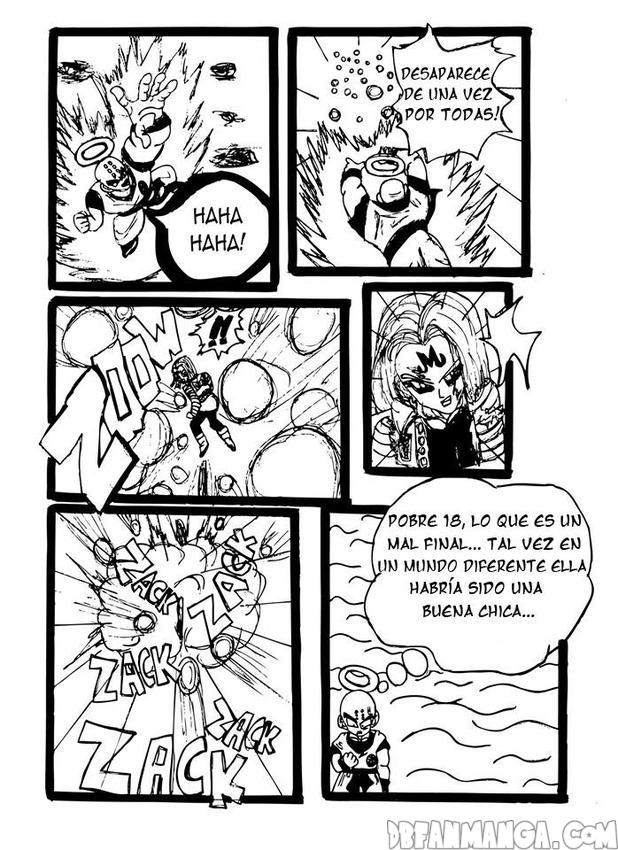 HAHA
HAHA!
DESAPARECE
DE UNA VEZ
POR TODAS!
ZOOW
!!
ZACK
ZACK
ZACK
ZACK
ZACK
ZACK
POBRE 18, LO QUE ES UN
MAL FINAL... TAL VEZ EN
UN MUNDO DIFERENTE ELLA
HABRÍA SIDO UNA
BUENA CHICA...
DBFANMANGA.COM